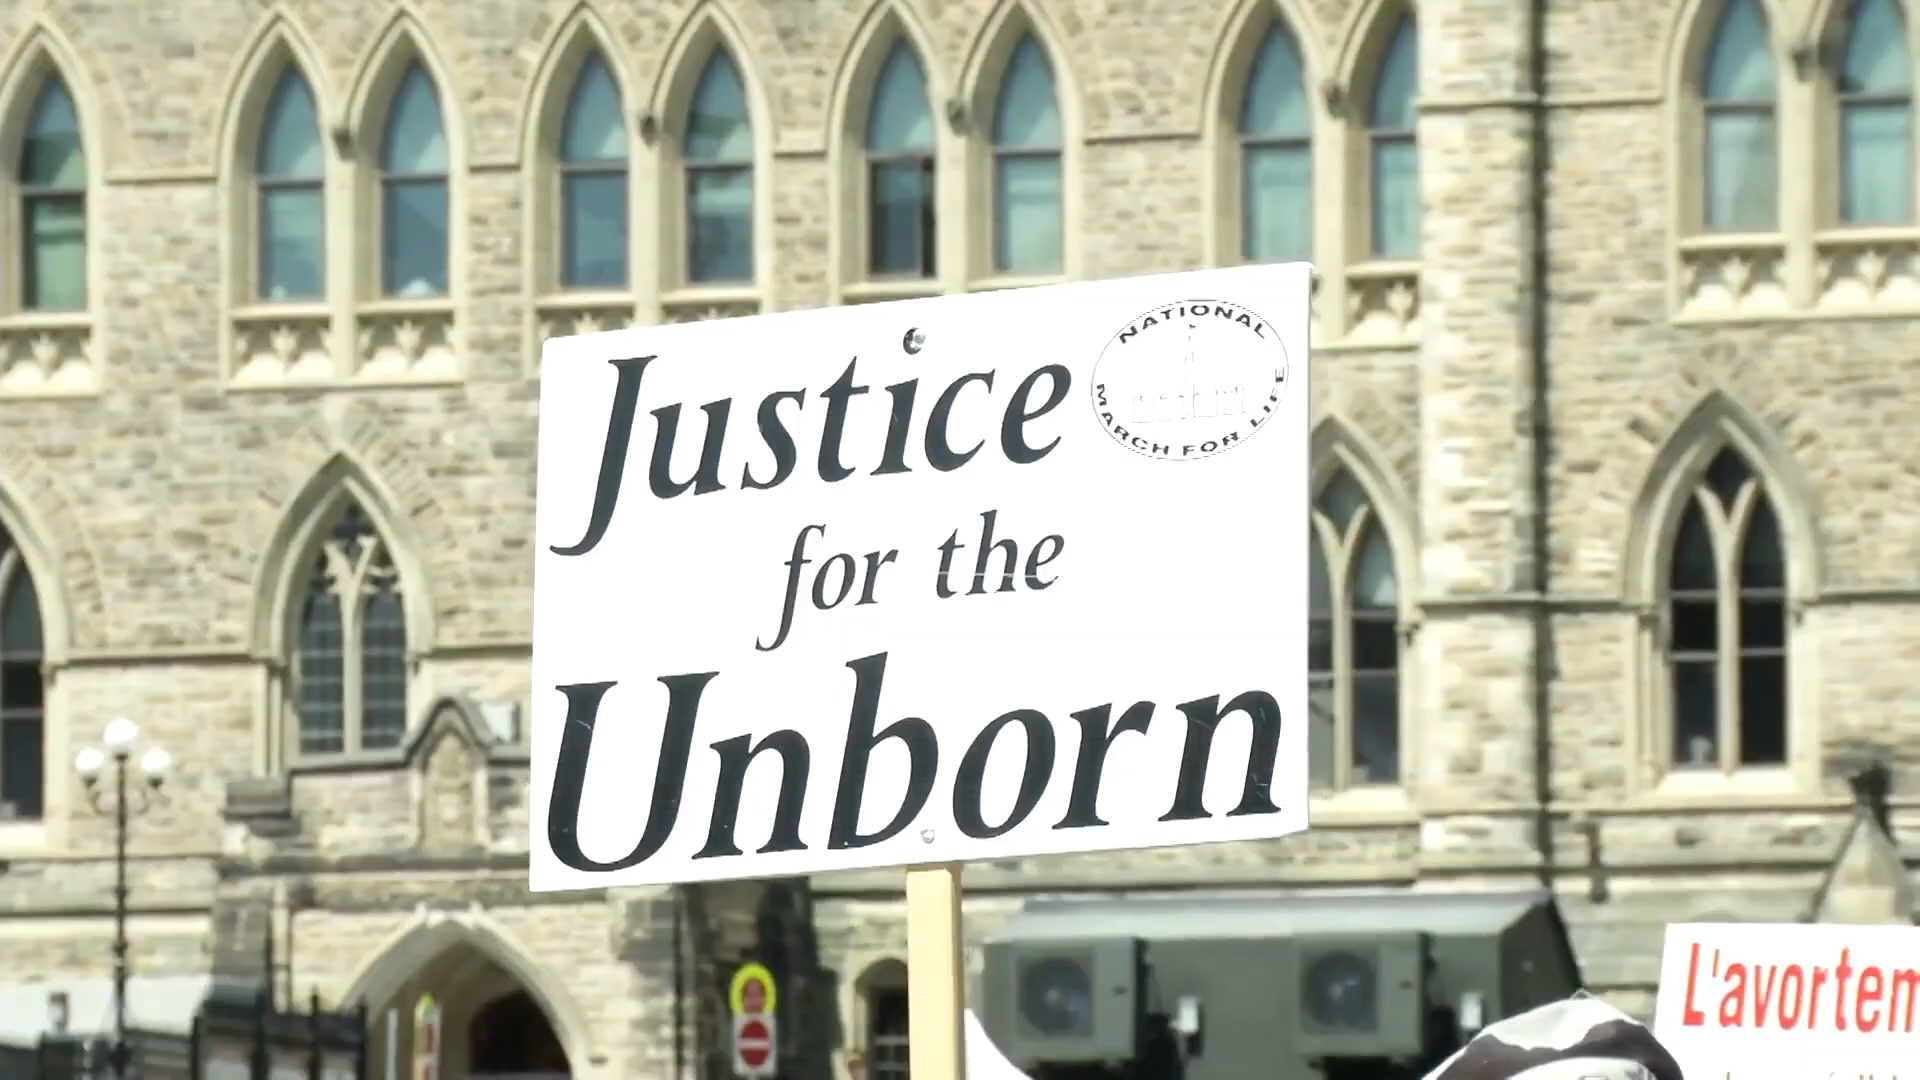 Justice
for the
Unborn
NATIONAL
MARCH FOR LIFE
L'avortem